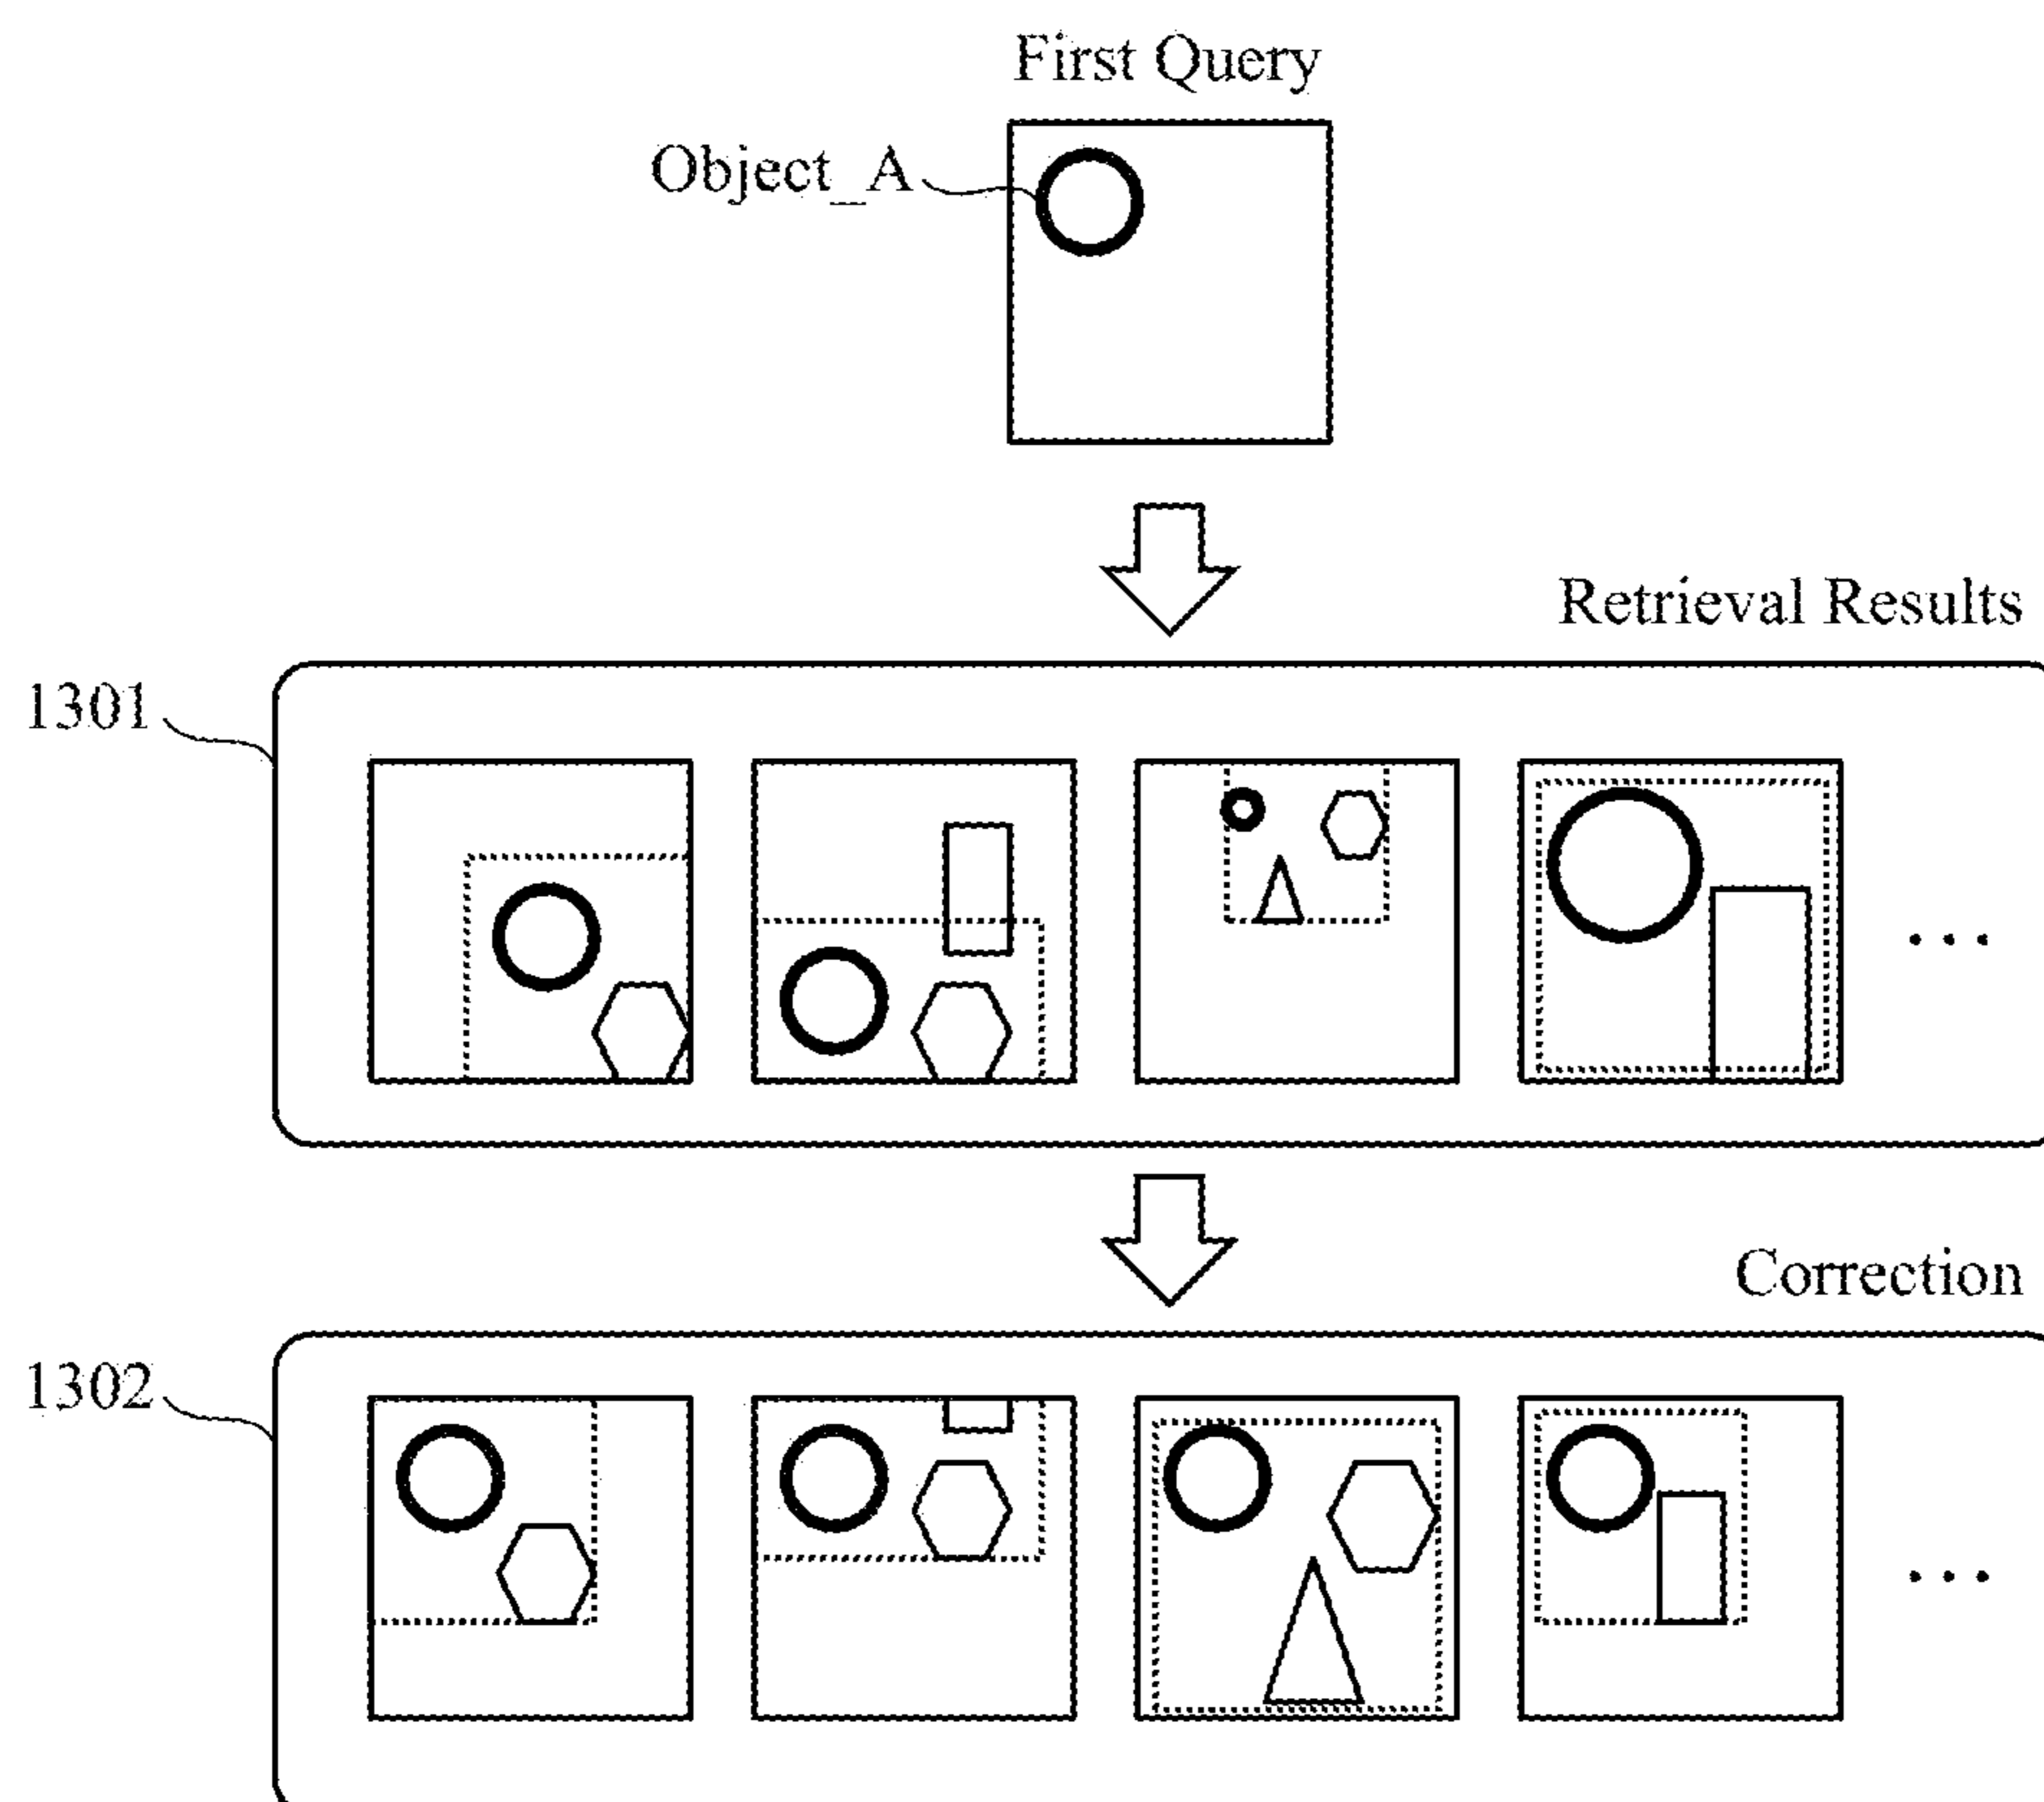 First Query
Object_A
Retrieval Results
1301
. . .
Correction
1302
. . .